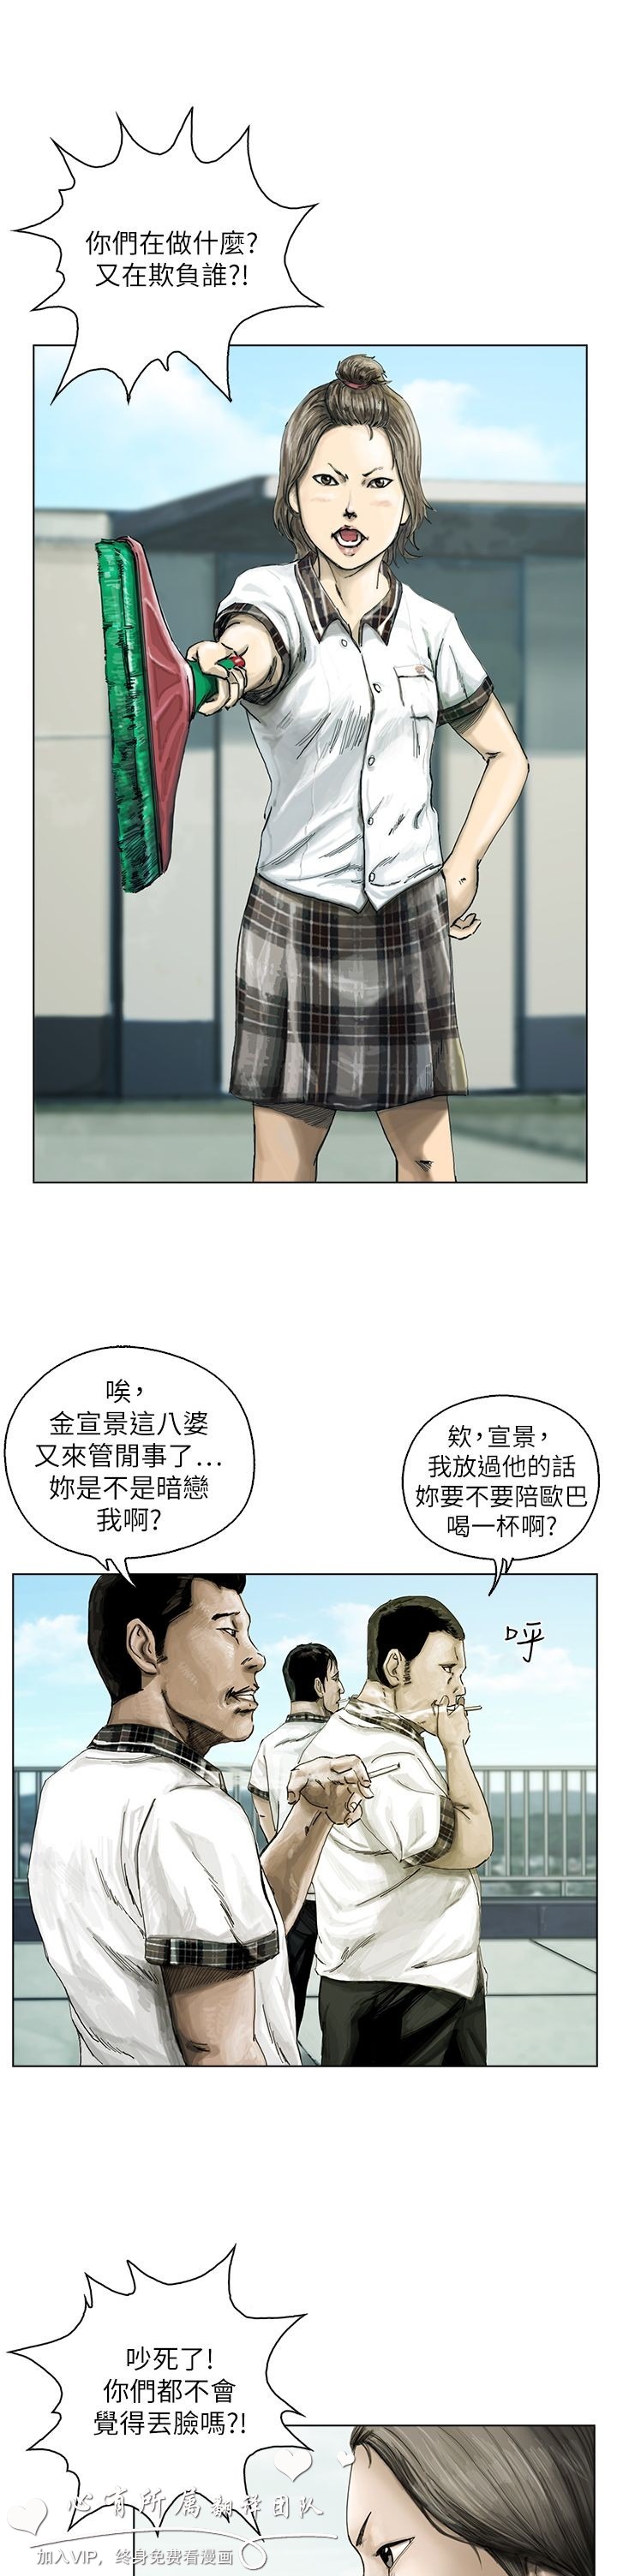 你們在做什麼?
又在欺負誰?!
唉，
金宣景這八婆
又來管閒事了...
妳是不是暗戀
我啊?
欸，宣景，
我放過他的話
妳要不要陪歐巴
喝一杯啊?
呼
吵死了!
你們都不會
覺得丟臉嗎?!
心有所属翻译团队
加入VIP，终身免费看漫画